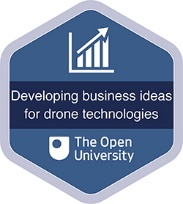 Developing business ideas
for drone technologies
The Open
University